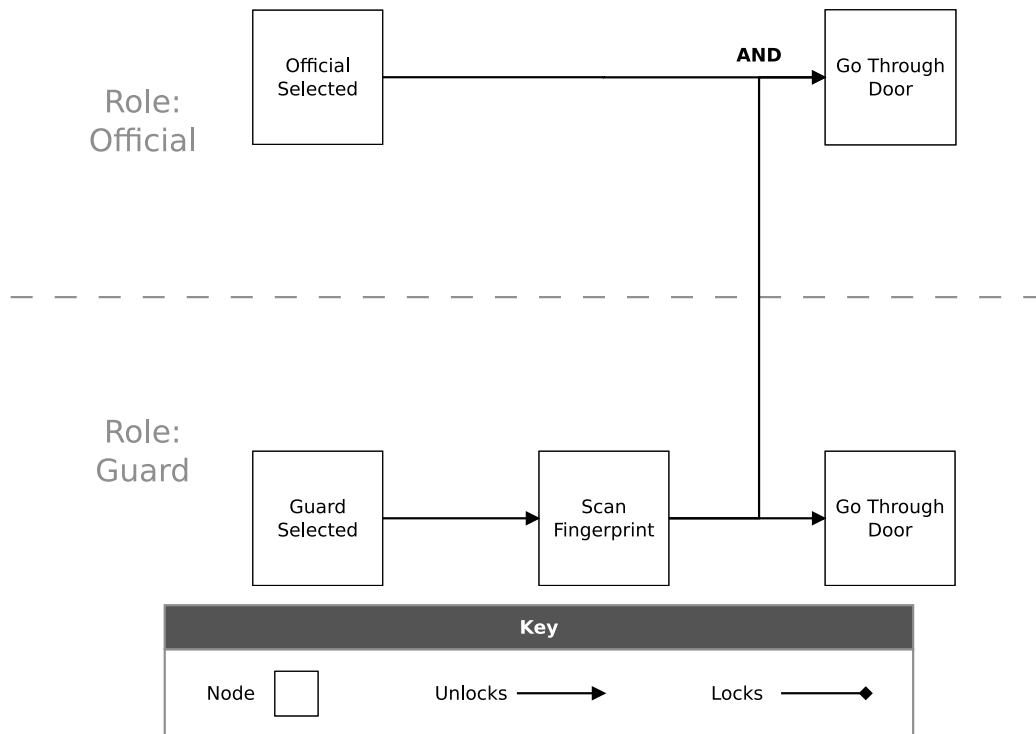 Official
Selected
AND
Go Through
Door
Role:
Official
Role:
Guard
Guard
Selected
Scan
Fingerprint
Go Through
Door
Key
Node
Unlocks
Locks